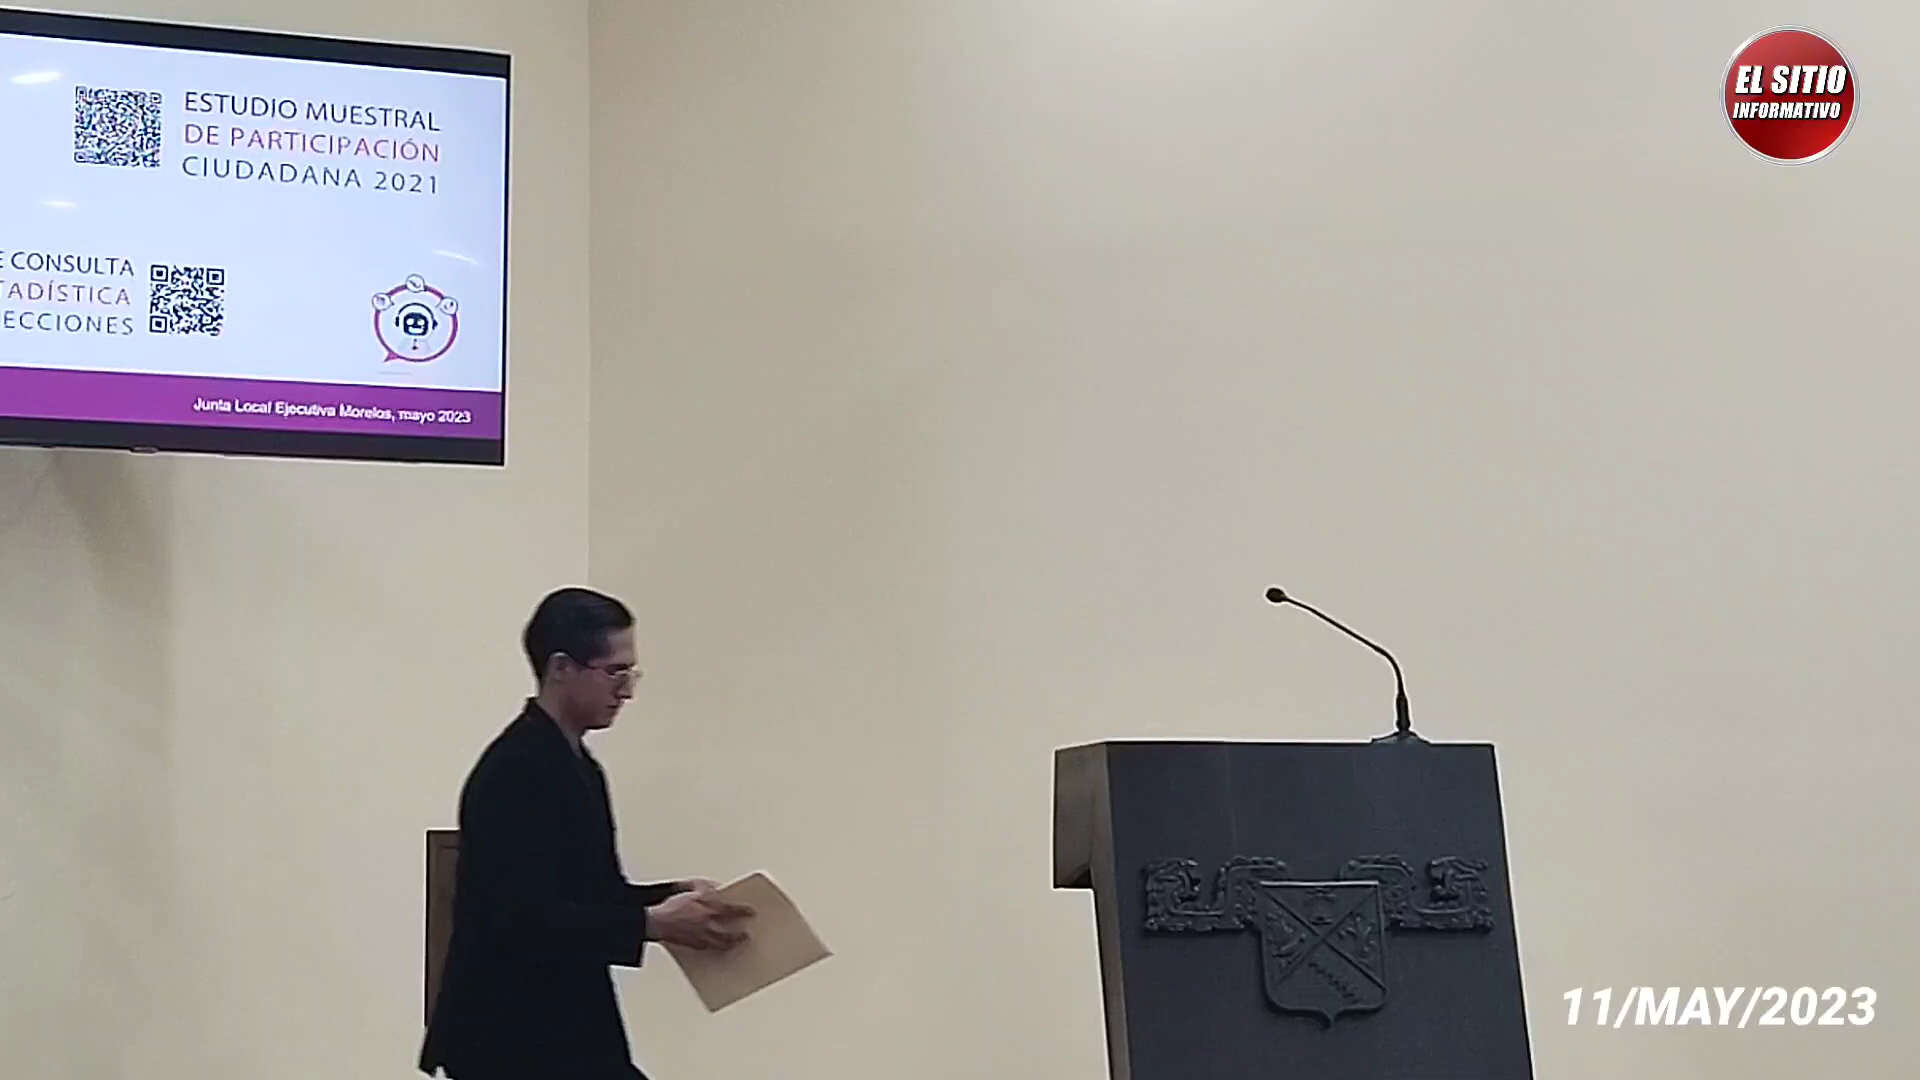 ESTUDIO MUESTRAL
DE PARTICIPACIÓN
CIUDADANA 2021
E CONSULTA
TADÍSTICA
ECCIONES
Junta Local Ejecutiva Morelos, mayo 2023
EL SITIO
INFORMATIVO
11/MAY/2023